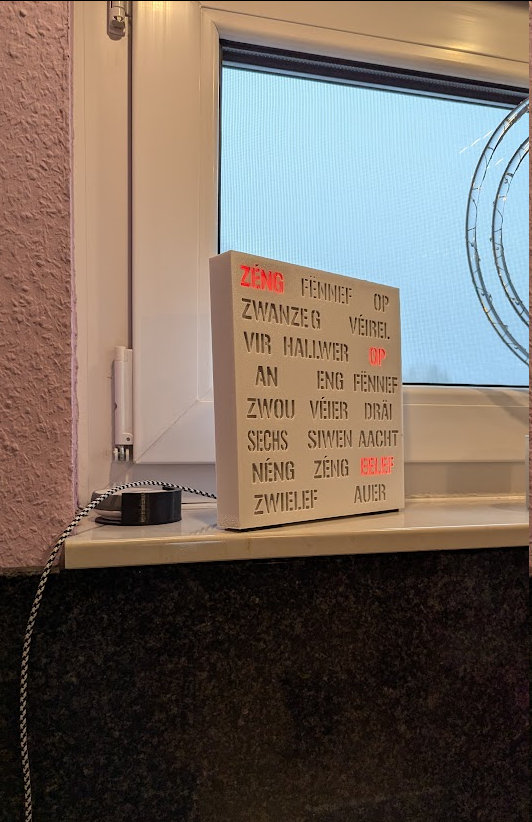 ZÉNG FËNNEF OP
ZWANZEG VÉIREL
VIR HALLWER OP
AN ENG FËNNEF
ZWOU VÉIER DRÄI
SECHS SIWEN AACHT
NÉNG ZÉNG
ZWIELEF AUER